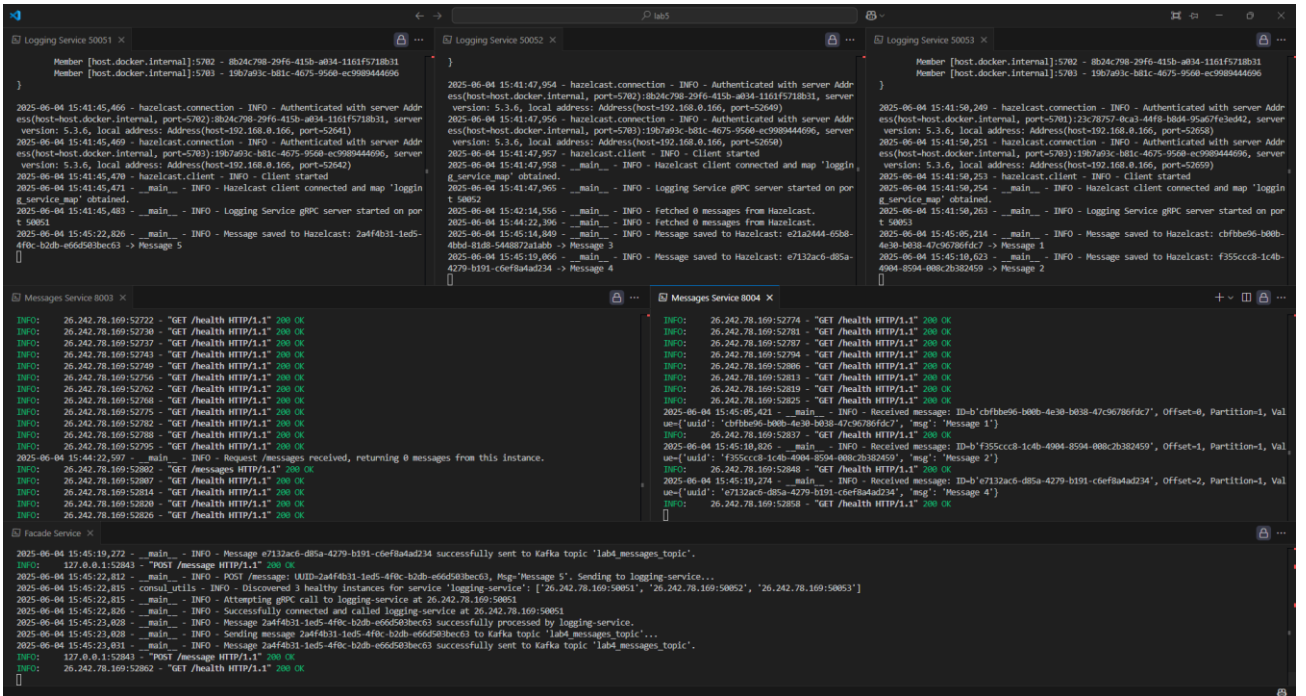 lab5
Logging Service 50051
Member [host.docker.internal]:5702 - 8b24c798-29f6-415b-a034-1161f5718b31
Member [host.docker.internal]:5703 - 19b7a93c-b81c-4675-9560-ec9989444696
}
2025-06-04 15:41:45,466 - hazelcast.connection - INFO - Authenticated with server Addr
ess(host=host.docker.internal, port=5702):8b24c798-29f6-415b-a034-1161f5718b31, server
version: 5.3.6, local address: Address(host=192.168.0.166, port=52641)
2025-06-04 15:41:45,469 - hazelcast.connection - INFO - Authenticated with server Addr
ess(host=host.docker.internal, port=5703):19b7a93c-b81c-4675-9560-ec9989444696, server
version: 5.3.6, local address: Address(host=192.168.0.166, port=52642)
2025-06-04 15:41:45,470 - hazelcast.client - INFO - Client started
2025-06-04 15:41:45,471 - __main__ - INFO - Hazelcast client connected and map 'loggin
g_service_map' obtained.
2025-06-04 15:41:45,483 - __main__ - INFO - Logging Service gRPC server started on por
t 50051
2025-06-04 15:45:22,826 - __main__ - INFO - Message saved to Hazelcast: 2a4f4b31-1ed5-
4f0c-b2db-e66d503bec63 -> Message 5
Logging Service 50052
}
2025-06-04 15:41:47,954 - hazelcast.connection - INFO - Authenticated with server Addr
ess(host=host.docker.internal, port=5702):8b24c798-29f6-415b-a034-1161f5718b31, server
version: 5.3.6, local address: Address(host=192.168.0.166, port=52649)
2025-06-04 15:41:47,956 - hazelcast.connection - INFO - Authenticated with server Addr
ess(host=host.docker.internal, port=5703):19b7a93c-b81c-4675-9560-ec9989444696, server
version: 5.3.6, local address: Address(host=192.168.0.166, port=52650)
2025-06-04 15:41:47,957 - hazelcast.client - INFO - Client started
2025-06-04 15:41:47,958 - __main__ - INFO - Hazelcast client connected and map 'loggin
g_service_map' obtained.
2025-06-04 15:41:47,965 - __main__ - INFO - Logging Service gRPC server started on por
t 50052
2025-06-04 15:42:14,556 - __main__ - INFO - Fetched 0 messages from Hazelcast.
2025-06-04 15:44:22,396 - __main__ - INFO - Fetched 0 messages from Hazelcast.
2025-06-04 15:45:14,849 - __main__ - INFO - Message saved to Hazelcast: e21a2444-65b8-
4bbd-81d8-5448872a1abb -> Message 3
2025-06-04 15:45:19,066 - __main__ - INFO - Message saved to Hazelcast: e7132ac6-d85a-
4279-b191-c6ef8a4ad234 -> Message 4
Logging Service 50053
Member [host.docker.internal]:5702 - 8b24c798-29f6-415b-a034-1161f5718b31
Member [host.docker.internal]:5703 - 19b7a93c-b81c-4675-9560-ec9989444696
}
2025-06-04 15:41:50,249 - hazelcast.connection - INFO - Authenticated with server Addr
ess(host=host.docker.internal, port=5701):23c78757-0ca3-44f8-b8d4-95a67fe3ed42, server
version: 5.3.6, local address: Address(host=192.168.0.166, port=52658)
2025-06-04 15:41:50,251 - hazelcast.connection - INFO - Authenticated with server Addr
ess(host=host.docker.internal, port=5703):19b7a93c-b81c-4675-9560-ec9989444696, server
version: 5.3.6, local address: Address(host=192.168.0.166, port=52659)
2025-06-04 15:41:50,253 - hazelcast.client - INFO - Client started
2025-06-04 15:41:50,254 - __main__ - INFO - Hazelcast client connected and map 'loggin
g_service_map' obtained.
2025-06-04 15:41:50,263 - __main__ - INFO - Logging Service gRPC server started on por
t 50053
2025-06-04 15:45:05,214 - __main__ - INFO - Message saved to Hazelcast: cbfbbe96-b00b-
4e30-b038-47c96786fdc7 -> Message 1
2025-06-04 15:45:10,623 - __main__ - INFO - Message saved to Hazelcast: f355ccc8-1c4b-
4904-8594-008c2b382459 -> Message 2
Messages Service 8003
INFO: 26.242.78.169:52722 - "GET /health HTTP/1.1" 200 OK
INFO: 26.242.78.169:52730 - "GET /health HTTP/1.1" 200 OK
INFO: 26.242.78.169:52737 - "GET /health HTTP/1.1" 200 OK
INFO: 26.242.78.169:52743 - "GET /health HTTP/1.1" 200 OK
INFO: 26.242.78.169:52749 - "GET /health HTTP/1.1" 200 OK
INFO: 26.242.78.169:52756 - "GET /health HTTP/1.1" 200 OK
INFO: 26.242.78.169:52762 - "GET /health HTTP/1.1" 200 OK
INFO: 26.242.78.169:52768 - "GET /health HTTP/1.1" 200 OK
INFO: 26.242.78.169:52775 - "GET /health HTTP/1.1" 200 OK
INFO: 26.242.78.169:52782 - "GET /health HTTP/1.1" 200 OK
INFO: 26.242.78.169:52788 - "GET /health HTTP/1.1" 200 OK
INFO: 26.242.78.169:52795 - "GET /health HTTP/1.1" 200 OK
2025-06-04 15:44:22,597 - __main__ - INFO - Request /messages received, returning 0 messages from this instance.
INFO: 26.242.78.169:52802 - "GET /messages HTTP/1.1" 200 OK
INFO: 26.242.78.169:52807 - "GET /health HTTP/1.1" 200 OK
INFO: 26.242.78.169:52814 - "GET /health HTTP/1.1" 200 OK
INFO: 26.242.78.169:52820 - "GET /health HTTP/1.1" 200 OK
INFO: 26.242.78.169:52826 - "GET /health HTTP/1.1" 200 OK
Messages Service 8004
INFO: 26.242.78.169:52774 - "GET /health HTTP/1.1" 200 OK
INFO: 26.242.78.169:52781 - "GET /health HTTP/1.1" 200 OK
INFO: 26.242.78.169:52787 - "GET /health HTTP/1.1" 200 OK
INFO: 26.242.78.169:52794 - "GET /health HTTP/1.1" 200 OK
INFO: 26.242.78.169:52806 - "GET /health HTTP/1.1" 200 OK
INFO: 26.242.78.169:52813 - "GET /health HTTP/1.1" 200 OK
INFO: 26.242.78.169:52819 - "GET /health HTTP/1.1" 200 OK
INFO: 26.242.78.169:52825 - "GET /health HTTP/1.1" 200 OK
2025-06-04 15:45:05,421 - __main__ - INFO - Received message: ID=b'cbfbbe96-b00b-4e30-b038-47c96786fdc7', Offset=0, Partition=1, Val
ue={'uuid': 'cbfbbe96-b00b-4e30-b038-47c96786fdc7', 'msg': 'Message 1'}
INFO: 26.242.78.169:52837 - "GET /health HTTP/1.1" 200 OK
2025-06-04 15:45:10,826 - __main__ - INFO - Received message: ID=b'f355ccc8-1c4b-4904-8594-008c2b382459', Offset=1, Partition=1, Val
ue={'uuid': 'f355ccc8-1c4b-4904-8594-008c2b382459', 'msg': 'Message 2'}
INFO: 26.242.78.169:52848 - "GET /health HTTP/1.1" 200 OK
2025-06-04 15:45:19,274 - __main__ - INFO - Received message: ID=b'e7132ac6-d85a-4279-b191-c6ef8a4ad234', Offset=2, Partition=1, Val
ue={'uuid': 'e7132ac6-d85a-4279-b191-c6ef8a4ad234', 'msg': 'Message 4'}
INFO: 26.242.78.169:52858 - "GET /health HTTP/1.1" 200 OK
Facade Service
2025-06-04 15:45:19,272 - __main__ - INFO - Message e7132ac6-d85a-4279-b191-c6ef8a4ad234 successfully sent to Kafka topic 'lab4_messages_topic'.
INFO: 127.0.0.1:52843 - "POST /message HTTP/1.1" 200 OK
2025-06-04 15:45:22,812 - __main__ - INFO - POST /message: UUID=2a4f4b31-1ed5-4f0c-b2db-e66d503bec63, Msg='Message 5'. Sending to logging-service...
2025-06-04 15:45:22,815 - consul_utils - INFO - Discovered 3 healthy instances for service 'logging-service': ['26.242.78.169:50051', '26.242.78.169:50052', '26.242.78.169:50053']
2025-06-04 15:45:22,815 - __main__ - INFO - Attempting gRPC call to logging-service at 26.242.78.169:50051
2025-06-04 15:45:22,826 - __main__ - INFO - Successfully connected and called logging-service at 26.242.78.169:50051
2025-06-04 15:45:23,028 - __main__ - INFO - Message 2a4f4b31-1ed5-4f0c-b2db-e66d503bec63 successfully processed by logging-service.
2025-06-04 15:45:23,028 - __main__ - INFO - Sending message 2a4f4b31-1ed5-4f0c-b2db-e66d503bec63 to Kafka topic 'lab4_messages_topic'...
2025-06-04 15:45:23,031 - __main__ - INFO - Message 2a4f4b31-1ed5-4f0c-b2db-e66d503bec63 successfully sent to Kafka topic 'lab4_messages_topic'.
INFO: 127.0.0.1:52843 - "POST /message HTTP/1.1" 200 OK
INFO: 26.242.78.169:52862 - "GET /health HTTP/1.1" 200 OK